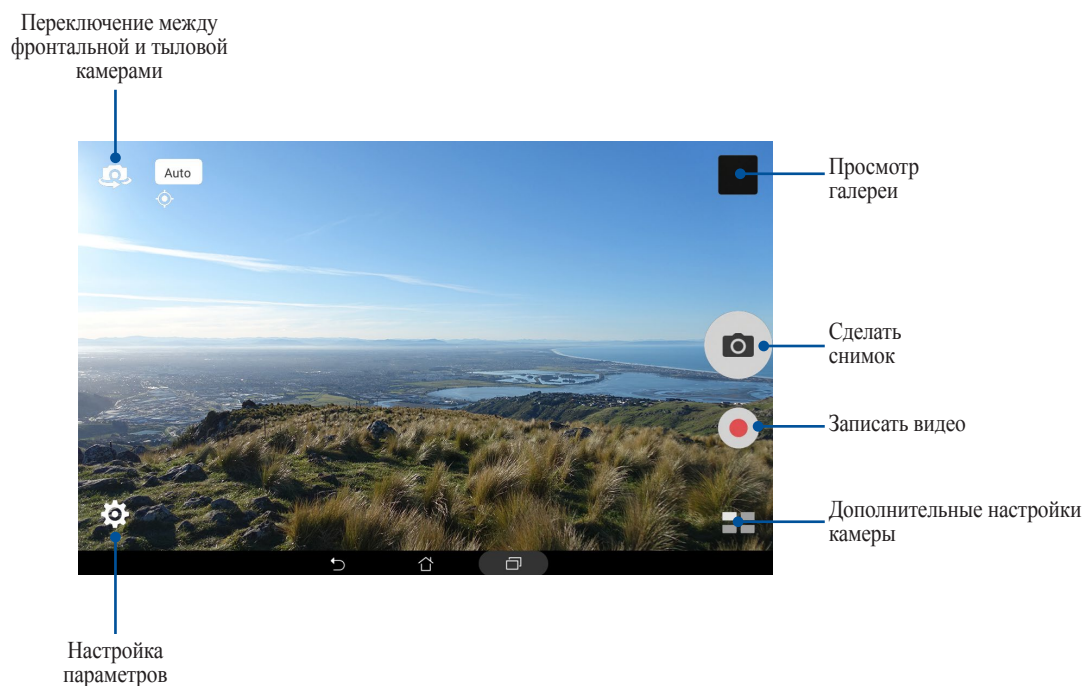 Переключение между
фронтальной и тыловой
камерами
Auto
Просмотр
галереи
Сделать
снимок
Записать видео
Дополнительные настройки
камеры
Настройка
параметров